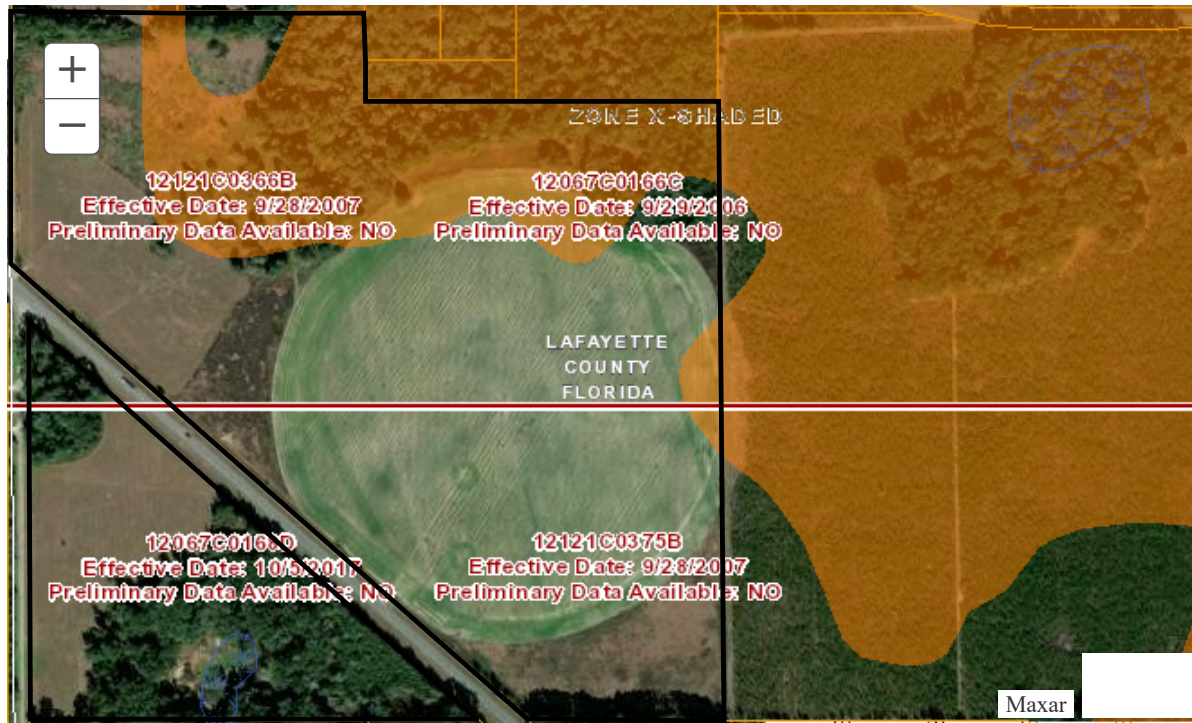 +
−
ZONE X-SHADED
12121C0366B
Effective Date: 9/28/2007
Preliminary Data Available: NO
12067C0166C
Effective Date: 9/29/2006
Preliminary Data Available: NO
LAFAYETTE
COUNTY
FLORIDA
12067C0166D
Effective Date: 10/5/2017
Preliminary Data Available: NO
12121C0375B
Effective Date: 9/28/2007
Preliminary Data Available: NO
Maxar